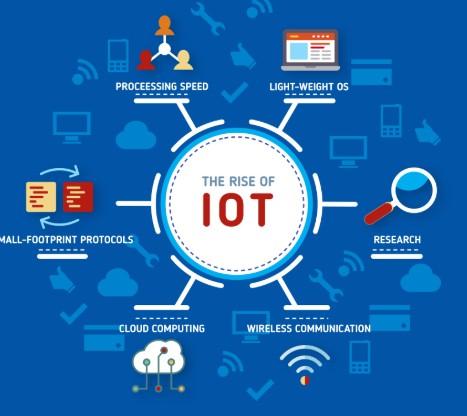 PROCESSING SPEED
LIGHT-WEIGHT OS
THE RISE OF
IOT
MALL-FOOTPRINT PROTOCOLS
RESEARCH
CLOUD COMPUTING
WIRELESS COMMUNICATION